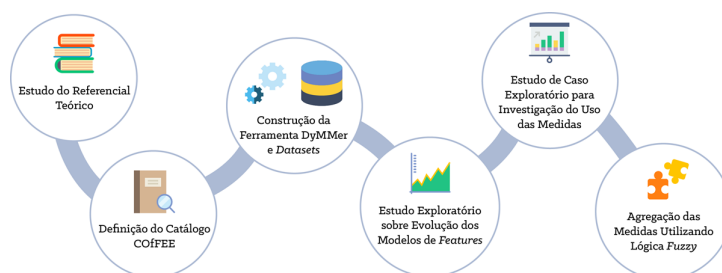 Estudo do Referencial
Teórico
Definição do Catálogo
COfFEE
Construção da
Ferramenta DyMMer
e Datasets
Estudo Exploratório
sobre Evolução dos
Modelos de Features
Estudo de Caso
Exploratório para
Investigação do Uso
das Medidas
Agregação das
Medidas Utilizando
Lógica Fuzzy